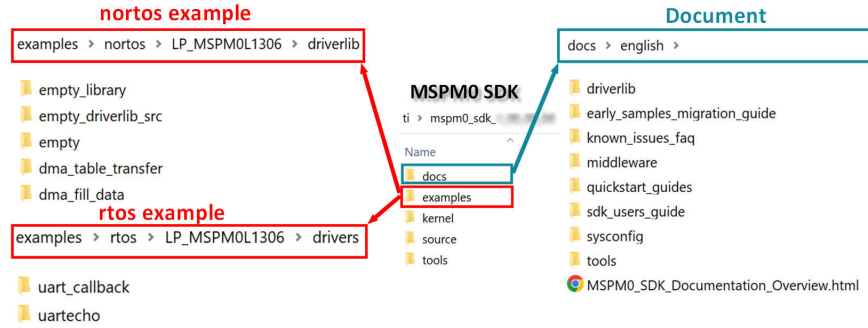 nortos example
examples > nortos > LP_MSPM0L1306 > driverlib
empty_library
empty_driverlib_src
empty
dma_table_transfer
dma_fill_data
rtos example
examples > rtos > LP_MSPM0L1306 > drivers
uart_callback
uartecho
MSPM0 SDK
ti > mspm0_sdk_
Name
docs
examples
kernel
source
tools
Document
docs > english >
driverlib
early_samples_migration_guide
known_issues_faq
middleware
quickstart_guides
sdk_users_guide
sysconfig
tools
MSPM0_SDK_Documentation_Overview.html